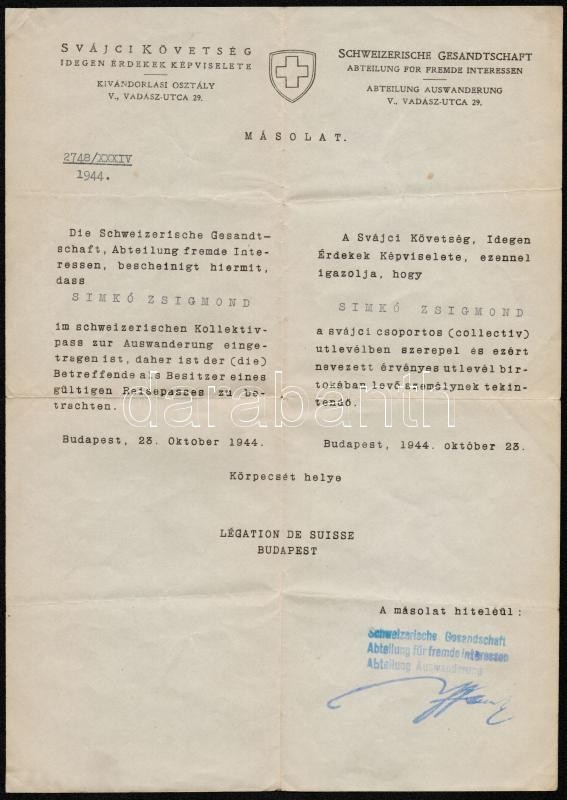 SVÁJCI KÖVETSÉG
IDEGEN ÉRDEKEK KÉPVISELETE
KIVÁNDORLASI OSZTÁLY
V., VADÁSZ-UTCA 29.
SCHWEIZERISCHE GESANDTSCHAFT
ABTEILUNG FÜR FREMDE INTERESSEN
ABTEILUNG AUSWANDERUNG
V., VADÁSZ-UTCA 29.
MÁSOLAT.
2748/XXXIV
1944.
Die Schweizerische Gesandt-
schaft, Abteilung fremde Inte-
ressen, bescheinigt hiermit,
dass
SIMKÓ ZSIGMOND
im schweizerischen Kollektiv-
pass zur Auswanderung einge-
tragen ist, daher ist der (die)
Betreffende als Besitzer eines
gültigen Reisepasses zu be-
trachten.
Budapest, 23. Oktober 1944.
A Svájci Követség, Idegen
Érdekek Képviselete, ezennel
igazolja, hogy
SIMKÓ ZSIGMOND
a svájci csoportos (collectiv)
utlevélben szerepel és ezért
nevezett érvényes utlevél bir-
tokában levő személynek tekin-
tendő.
Budapest, 1944. október 23.
darabanth
Körpecsét helye
LÉGATION DE SUISSE
BUDAPEST
A másolat hiteléül:
Schweizerische Gesandschaft
Abteilung für fremde Interessen
Abteilung Auswanderung